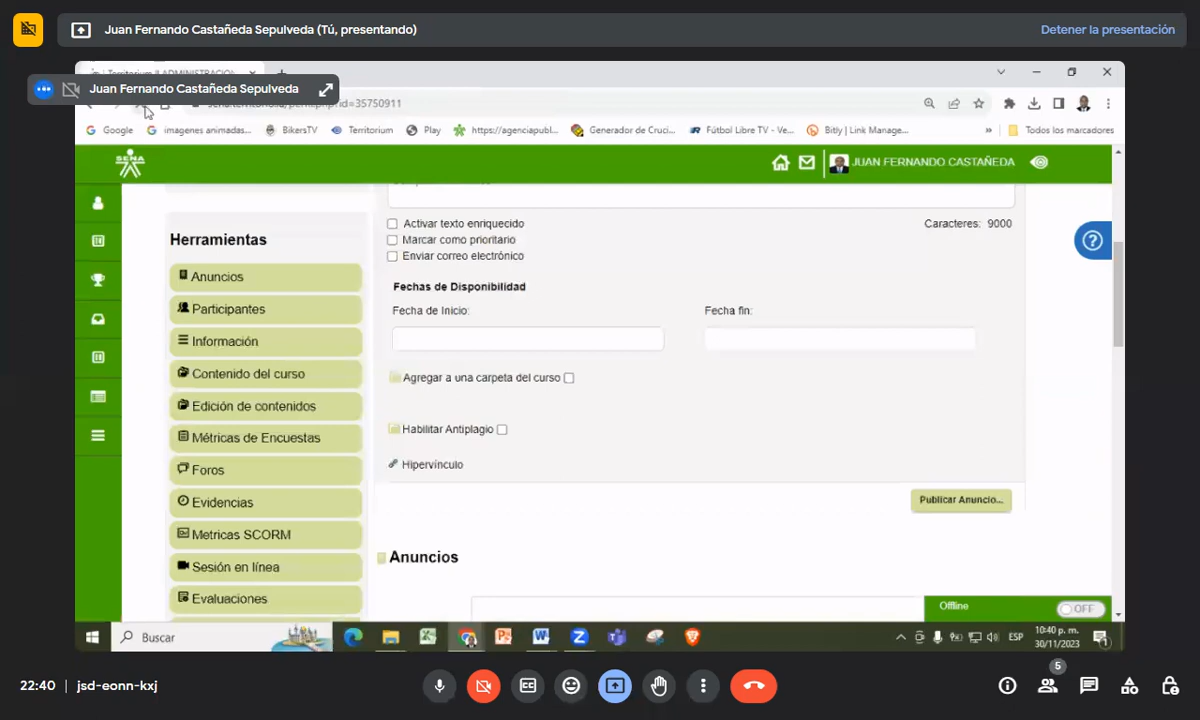 Juan Fernando Castañeda Sepulveda (Tú, presentando)
Detener la presentación
Juan Fernando Castañeda Sepulveda
id=35750911
Google
imagenes animadas...
BikersTV
Territorium
Play
https://agenciapubl...
Generador de Cruci...
Fútbol Libre TV - Ve...
Bitly | Link Manage...
»
Todos los marcadores
SENA
JUAN FERNANDO CASTAÑEDA
Herramientas
Anuncios
Participantes
Información
Contenido del curso
Edición de contenidos
Métricas de Encuestas
Foros
Evidencias
Metricas SCORM
Sesión en línea
Evaluaciones
Activar texto enriquecido
Caracteres: 9000
Marcar como prioritario
Enviar correo electrónico
Fechas de Disponibilidad
Fecha de Inicio:
Fecha fin:
Agregar a una carpeta del curso
Habilitar Antiplagio
Hipervínculo
Publicar Anuncio...
Anuncios
Offline
OFF
Buscar
ESP
10:40 p. m.
30/11/2023
1
22:40 | jsd-eonn-kxj
5